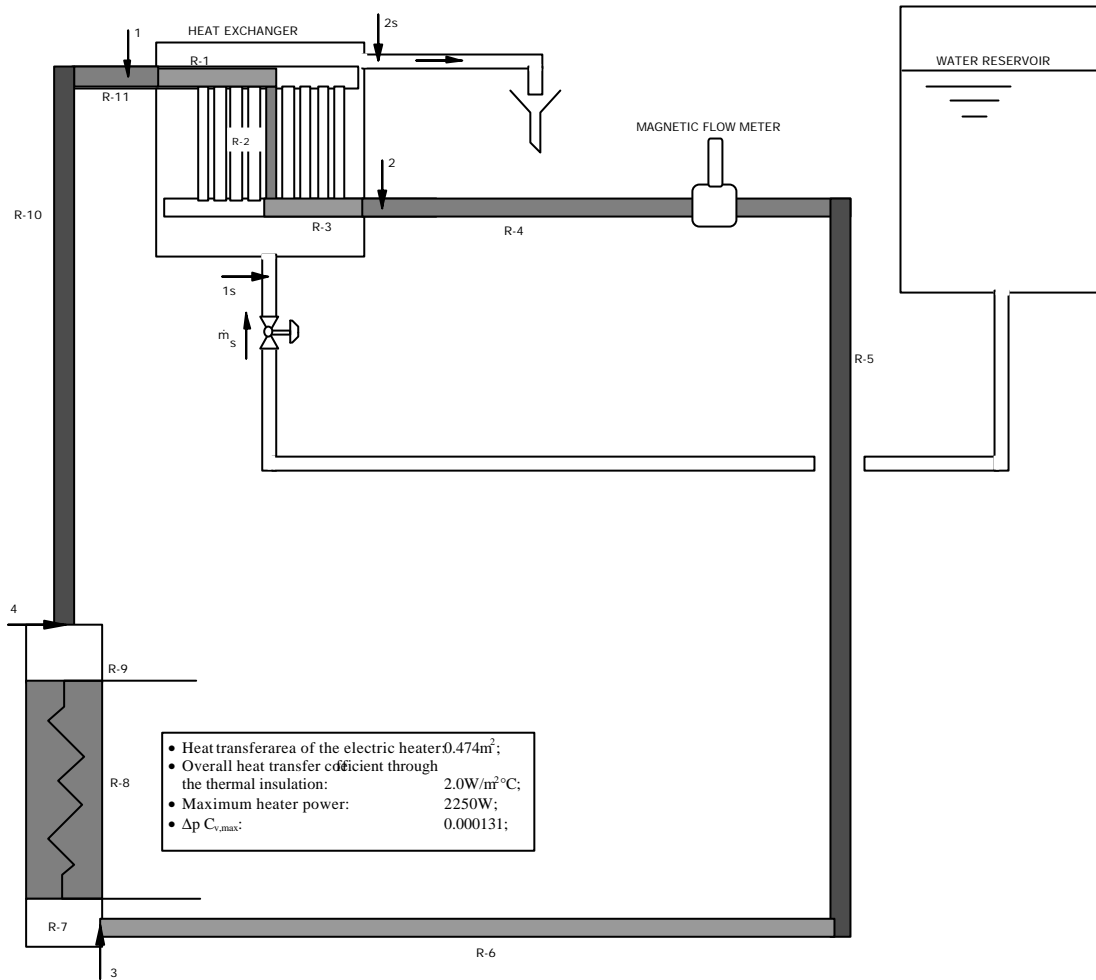 1
HEAT EXCHANGER
2s
R-1
R-11
WATER RESERVOIR
MAGNETIC FLOW METER
R-2
2
R-10
R-3
R-4
1s
ṁs
R-5
4
R-9
R-8
• Heat transferarea of the electric heater:0.474m²;
• Overall heat transfer coefficient through
the thermal insulation: 2.0W/m²°C;
• Maximum heater power: 2250W;
• Δp Cv,max: 0.000131;
R-7
R-6
3